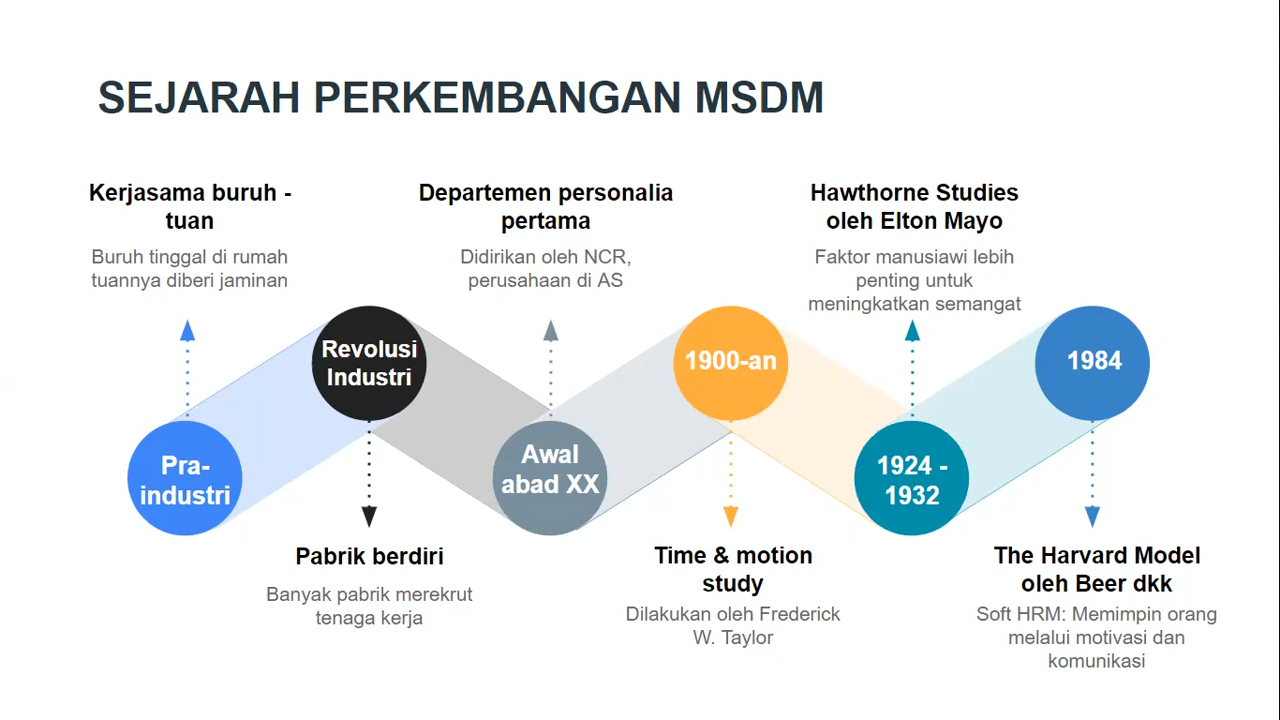 SEJARAH PERKEMBANGAN MSDM
Kerjasama buruh -
tuan
Buruh tinggal di rumah
tuannya diberi jaminan
Pra-
industri
Revolusi
Industri
Pabrik berdiri
Banyak pabrik merekrut
tenaga kerja
Departemen personalia
pertama
Didirikan oleh NCR,
perusahaan di AS
Awal
abad XX
1900-an
Time & motion
study
Dilakukan oleh Frederick
W. Taylor
Hawthorne Studies
oleh Elton Mayo
Faktor manusiawi lebih
penting untuk
meningkatkan semangat
1924 -
1932
1984
The Harvard Model
oleh Beer dkk
Soft HRM: Memimpin orang
melalui motivasi dan
komunikasi